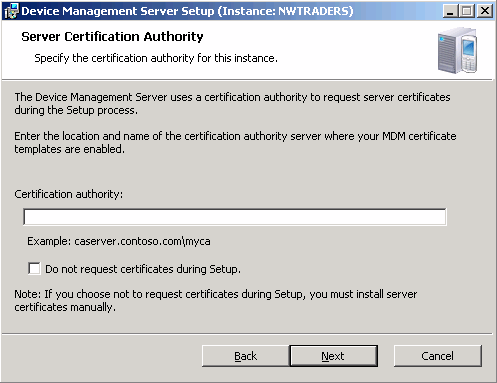 Device Management Server Setup (Instance: NWTRADERS)
Server Certification Authority
Specify the certification authority for this instance.
The Device Management Server uses a certification authority to request server certificates
during the Setup process.
Enter the location and name of the certification authority server where your MDM certificate
templates are enabled.
Certification authority:
Example: caserver.contoso.com\myca
Do not request certificates during Setup.
Note: If you choose not to request certificates during Setup, you must install server
certificates manually.
Back
Next
Cancel